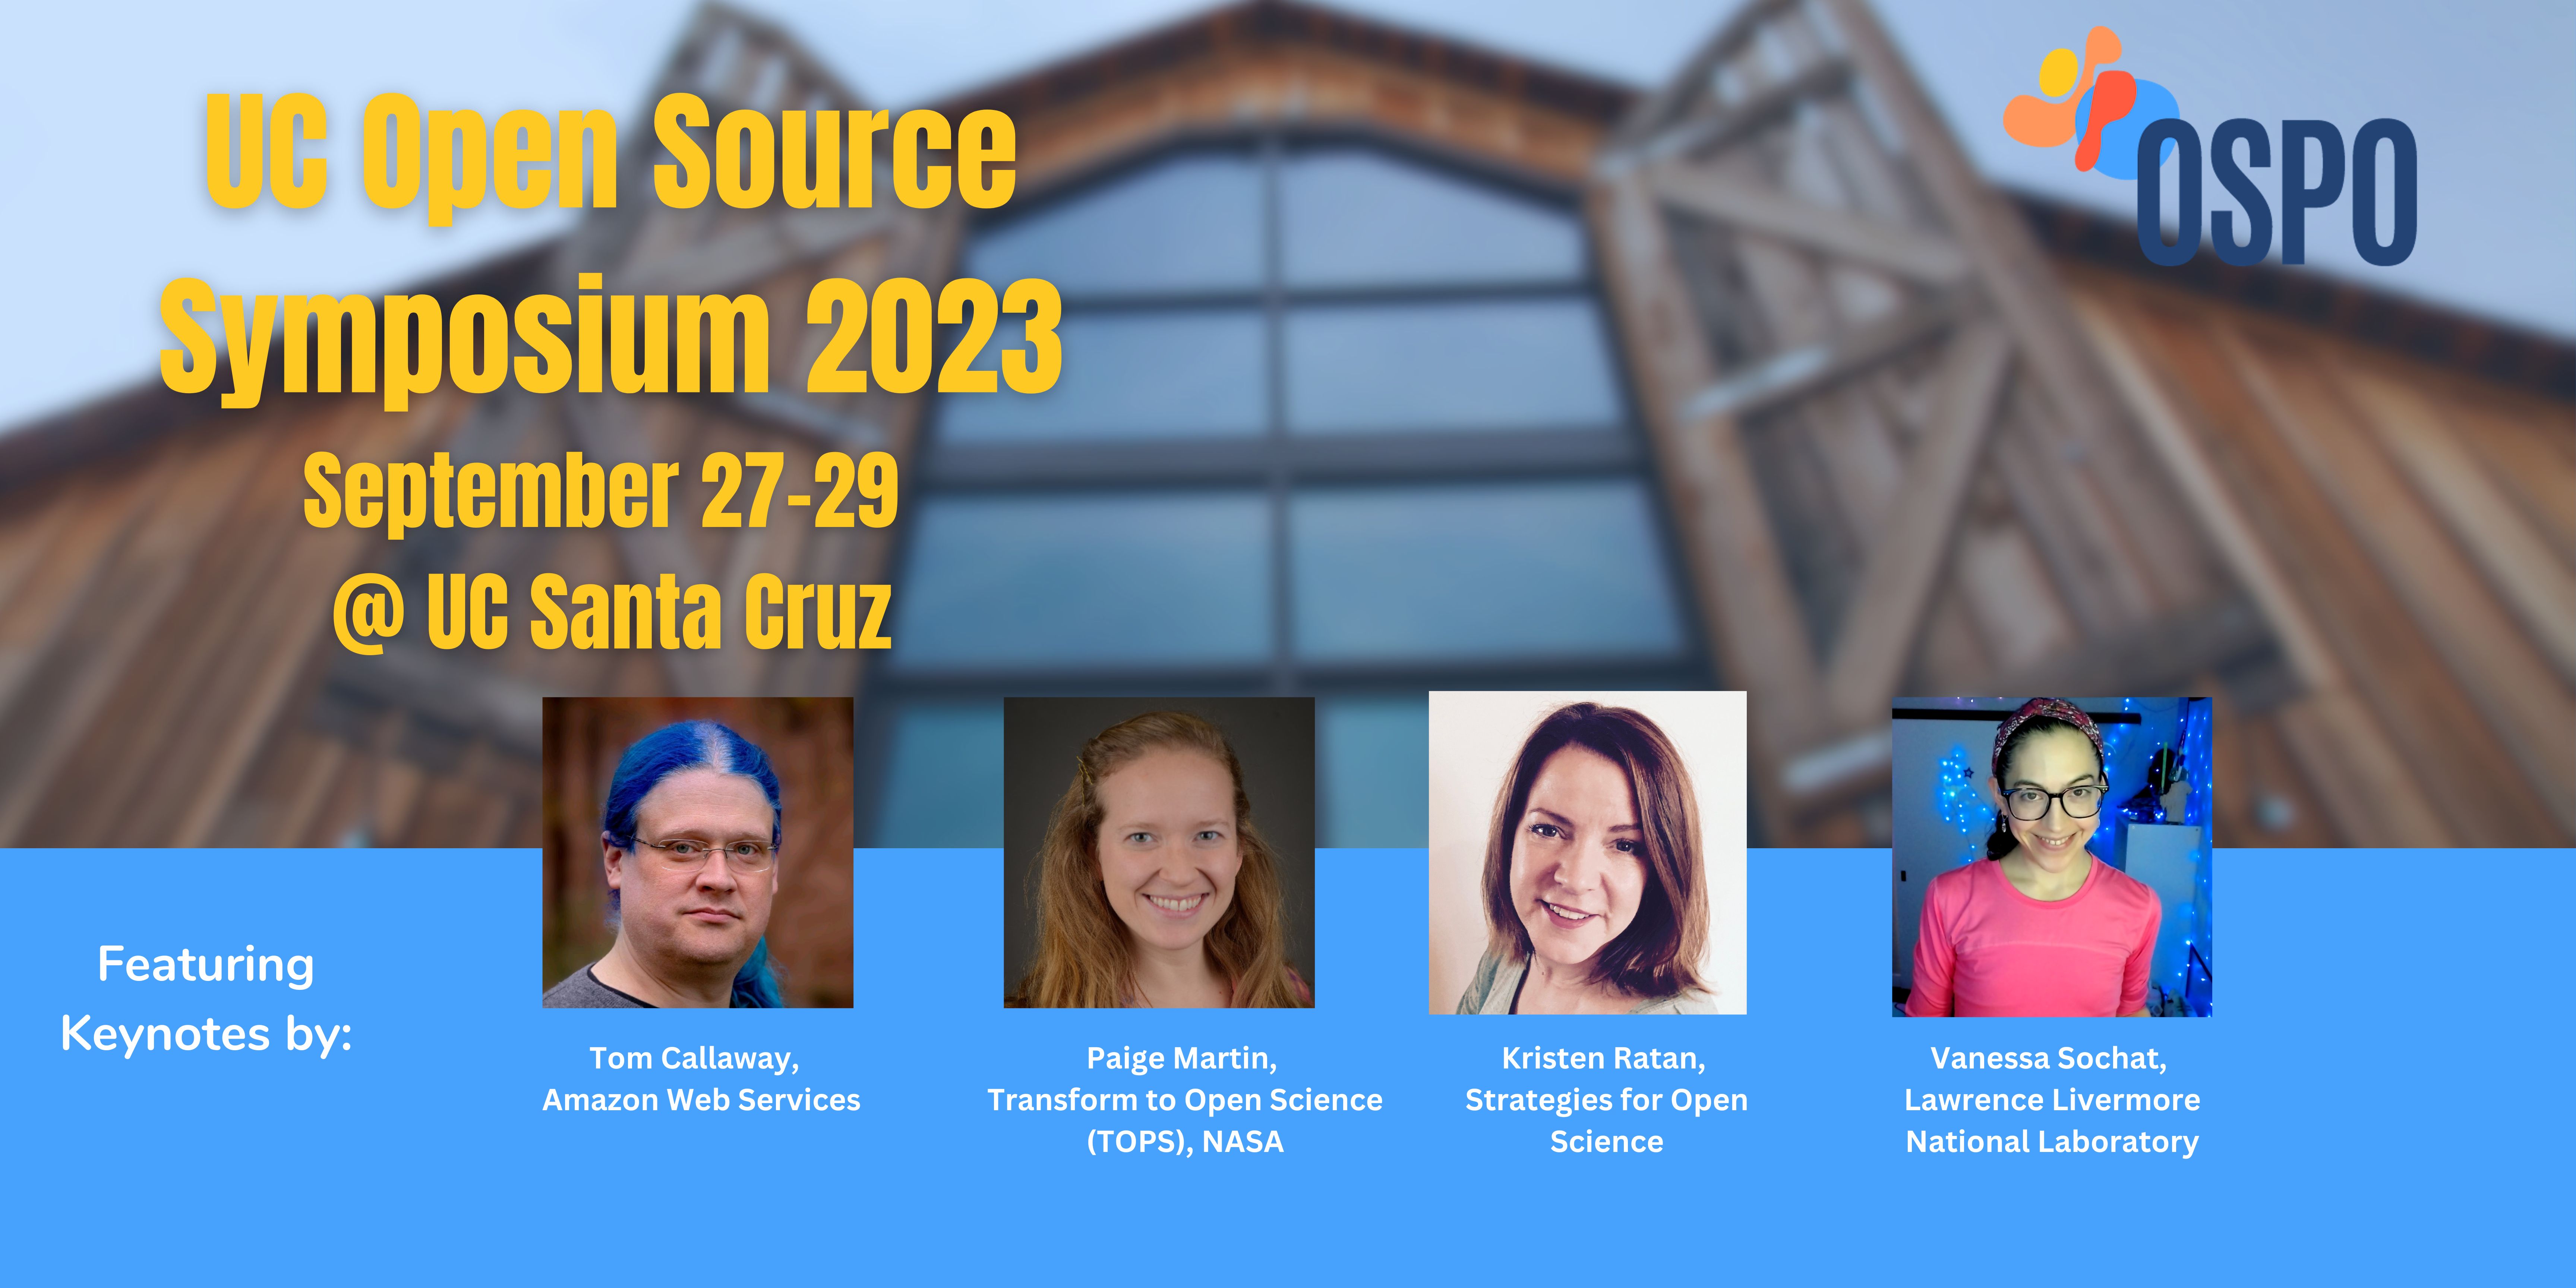 UC Open Source
Symposium 2023
September 27-29
@ UC Santa Cruz
OSPO
Featuring
Keynotes by:
Tom Callaway,
Amazon Web Services
Paige Martin,
Transform to Open Science
(TOPS), NASA
Kristen Ratan,
Strategies for Open
Science
Vanessa Sochat,
Lawrence Livermore
National Laboratory